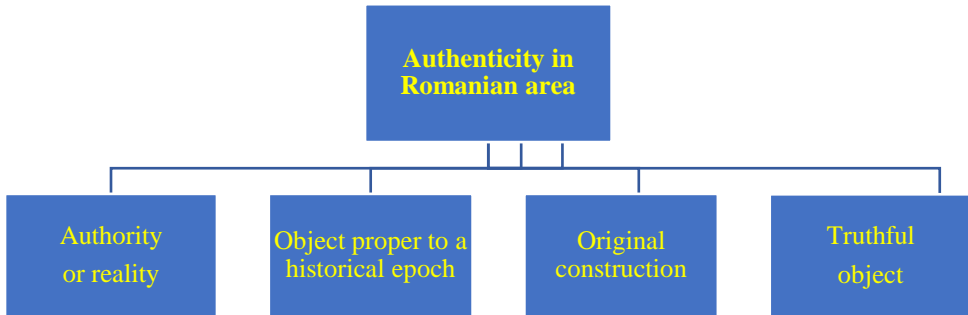 Authenticity in
Romanian area
Authority
or reality
Object proper to a
historical epoch
Original
construction
Truthful
object